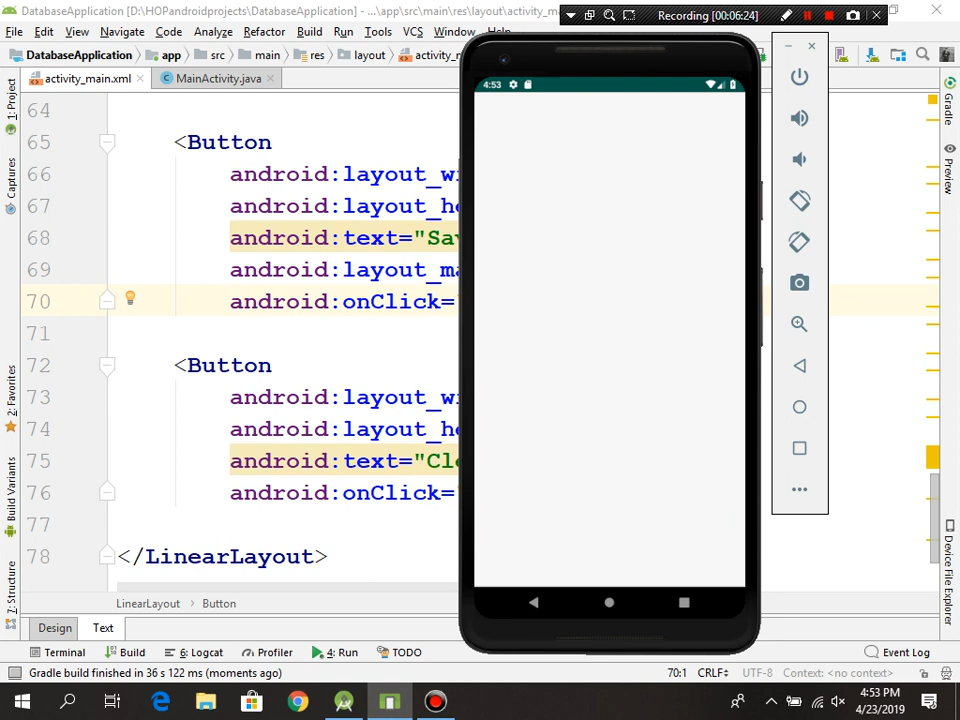 DatabaseApplication [D:\HOPandroidprojects\DatabaseApplication] - ...\app\src\main\res\layout\activity_ma
Recording [00:06:24]
File Edit View Navigate Code Analyze Refactor Build Run Tools VCS Window Help
DatabaseApplication app src main res layout activity_m
activity_main.xml MainActivity.java
1: Project
Captures
2: Favorites
Build Variants
7: Structure
64
65 <Button
66 android:layout_wi
67 android:layout_he
68 android:text="Sav
69 android:layout_ma
70 android:onClick=
71
72 <Button
73 android:layout_wi
74 android:layout_he
75 android:text="Cle
76 android:onClick=
77
78 </LinearLayout>
4:53
Gradle
Preview
Device File Explorer
LinearLayout › Button
Design Text
Terminal Build 6: Logcat Profiler 4: Run TODO Event Log
Gradle build finished in 36 s 122 ms (moments ago) 70:1 CRLF÷ UTF-8 Context: <no context>
4:53 PM
4/23/2019